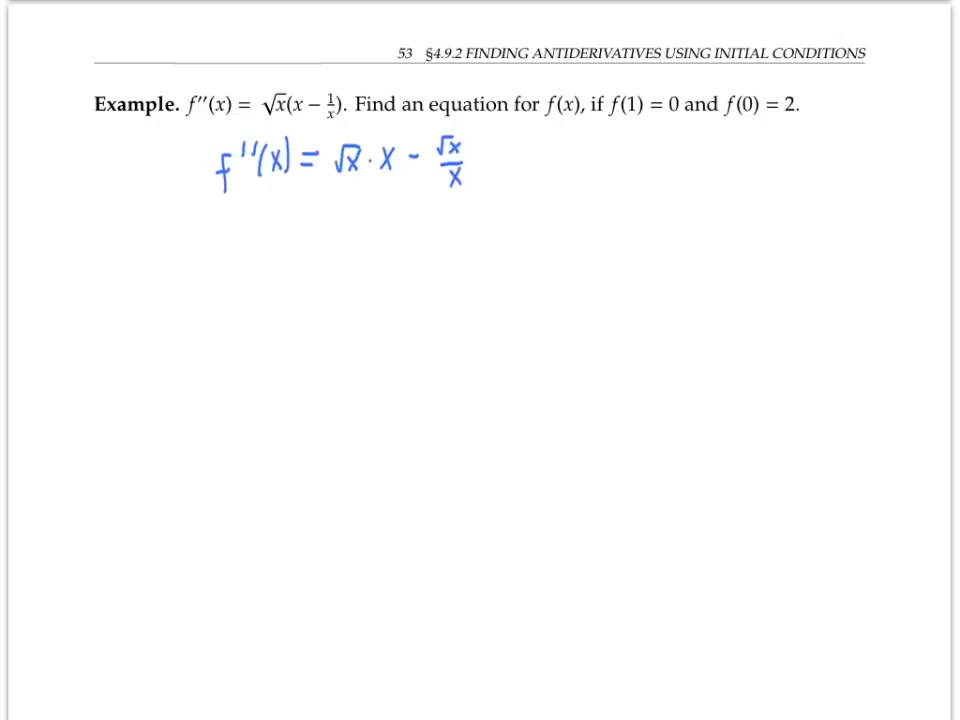 53 §4.9.2 FINDING ANTIDERIVATIVES USING INITIAL CONDITIONS
Example. f″(x) = √x(x − 1/x). Find an equation for f(x), if f(1) = 0 and f(0) = 2.
f''(x) = √x · x - √x/x